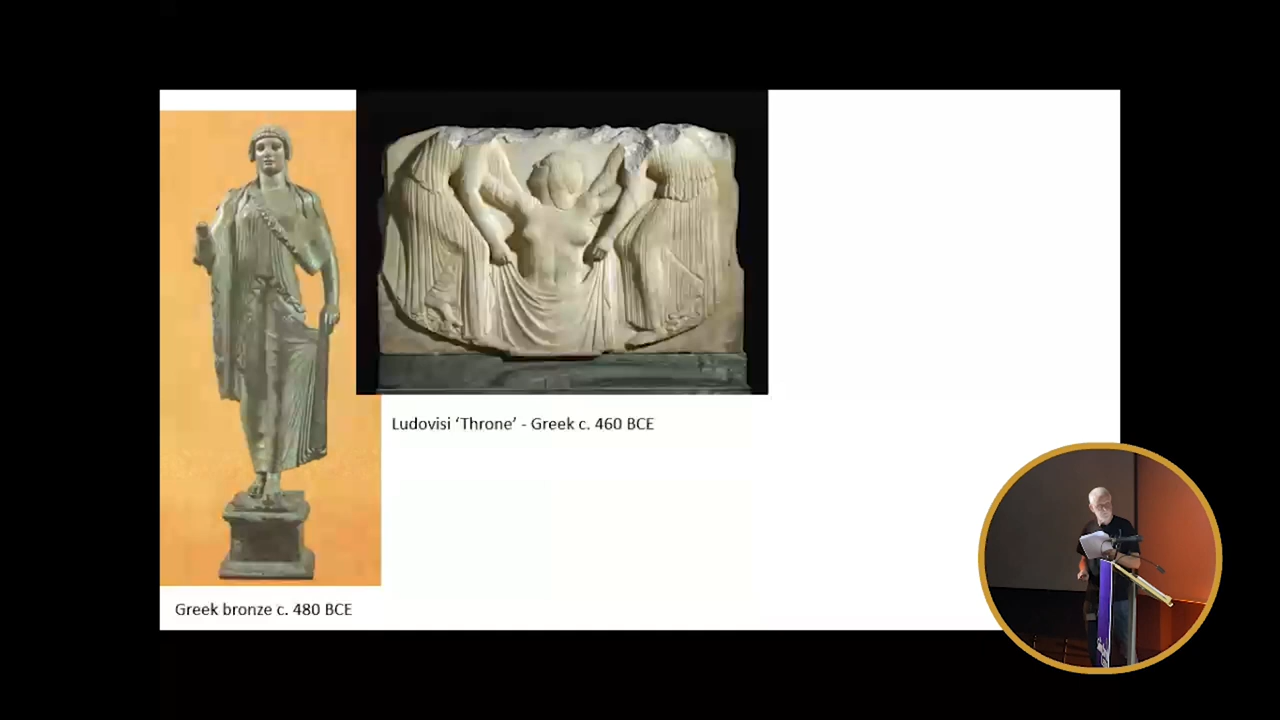 Ludovisi ‘Throne’ - Greek c. 460 BCE
Greek bronze c. 480 BCE